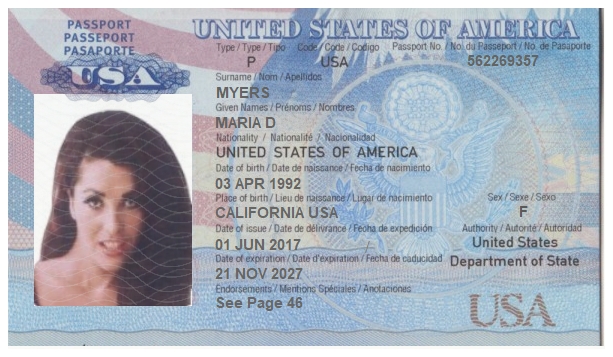 PASSPORT
PASSEPORT
PASAPORTE
USA
UNITED STATES OF AMERICA
Type / Type / Tipo Code / Code / Codigo Passport No. / No. du Passeport / No. de Pasaporte
P USA 562269357
Surname / Nom / Apellidos
MYERS
Given Names / Prénoms / Nombres
MARIA D
Nationality / Nationalité / Nacionalidad
UNITED STATES OF AMERICA
Date of birth / Date de naissance / Fecha de nacimiento
03 APR 1992
Place of birth / Lieu de naissance / Lugar de nacimiento Sex / Sexe / Sexo
CALIFORNIA USA F
Date of issue / Date de délivrance / Fecha de expedición Authority / Autorité / Autoridad
01 JUN 2017 United States
Date of expiration / Date d'expiration / Fecha de caducidad Department of State
21 NOV 2027
Endorsements / Mentions Spéciales / Anotaciones
See Page 46
USA